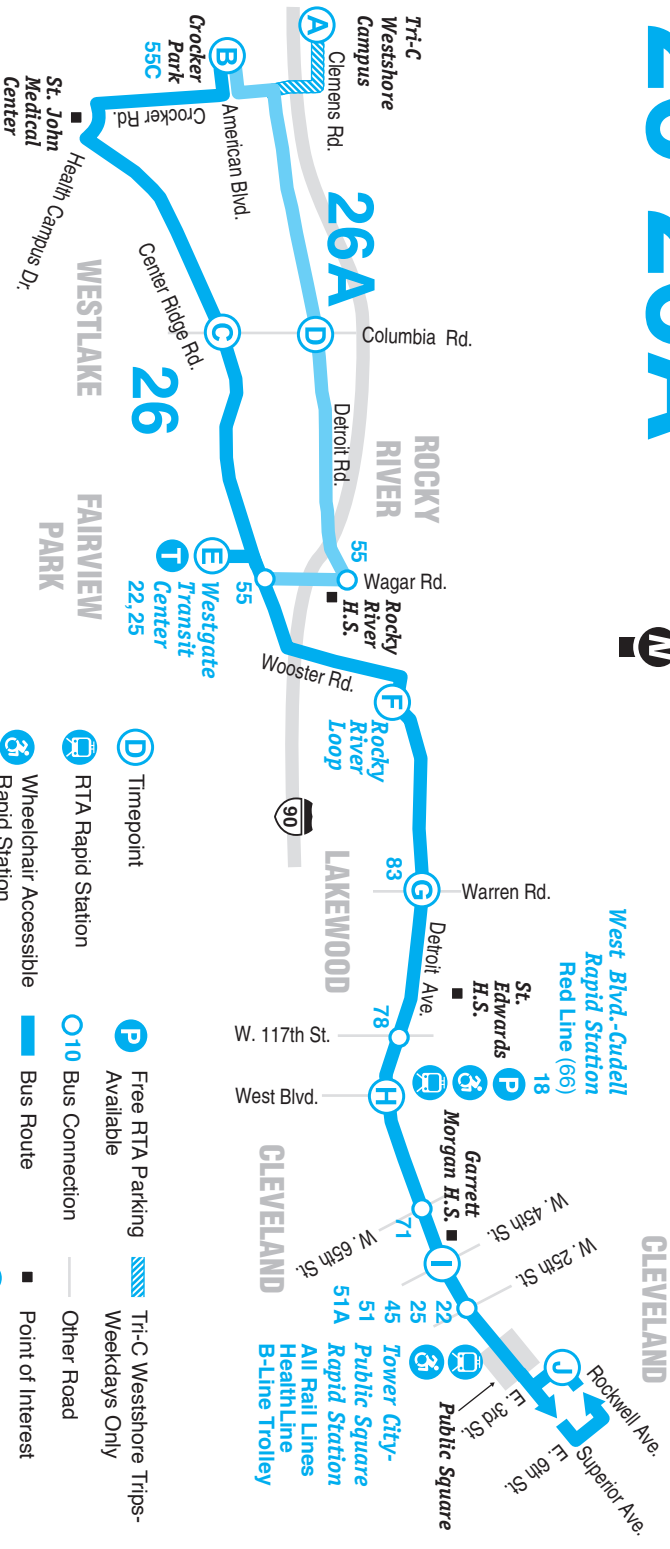 26 26A
N
Tri-C
Westshore
Campus
A
Clemens Rd.
Crocker
Park
55C
B
American Blvd.
Crocker Rd.
St. John
Medical
Center
Health Campus Dr.
26A
D
Columbia Rd.
Center Ridge Rd.
C
WESTLAKE
26
Detroit Rd.
ROCKY
RIVER
FAIRVIEW
PARK
55
Wagar Rd.
Rocky
River
H.S.
E
T
Westgate
Transit
Center
22, 25
55
Wooster Rd.
F
Rocky
River
Loop
90
LAKEWOOD
83
G
Warren Rd.
Detroit Ave.
St.
Edwards
H.S.
W. 117th St.
78
West Blvd.
H
West Blvd.-Cudell
Rapid Station
Red Line (66)
18
P
CLEVELAND
Garrett
Morgan H.S.
W. 65th St.
71
W. 45th St.
I
W. 25th St.
22
25
45
51
51A
Tower City-
Public Square
Rapid Station
All Rail Lines
HealthLine
B-Line Trolley
Public Square
CLEVELAND
J
Rockwell Ave.
E. 3rd St.
Superior Ave.
E. 6th St.
D Timepoint
RTA Rapid Station
Wheelchair Accessible
Rapid Station
P Free RTA Parking
Available
10 Bus Connection
Bus Route
Tri-C Westshore Trips-
Weekdays Only
Other Road
Point of Interest